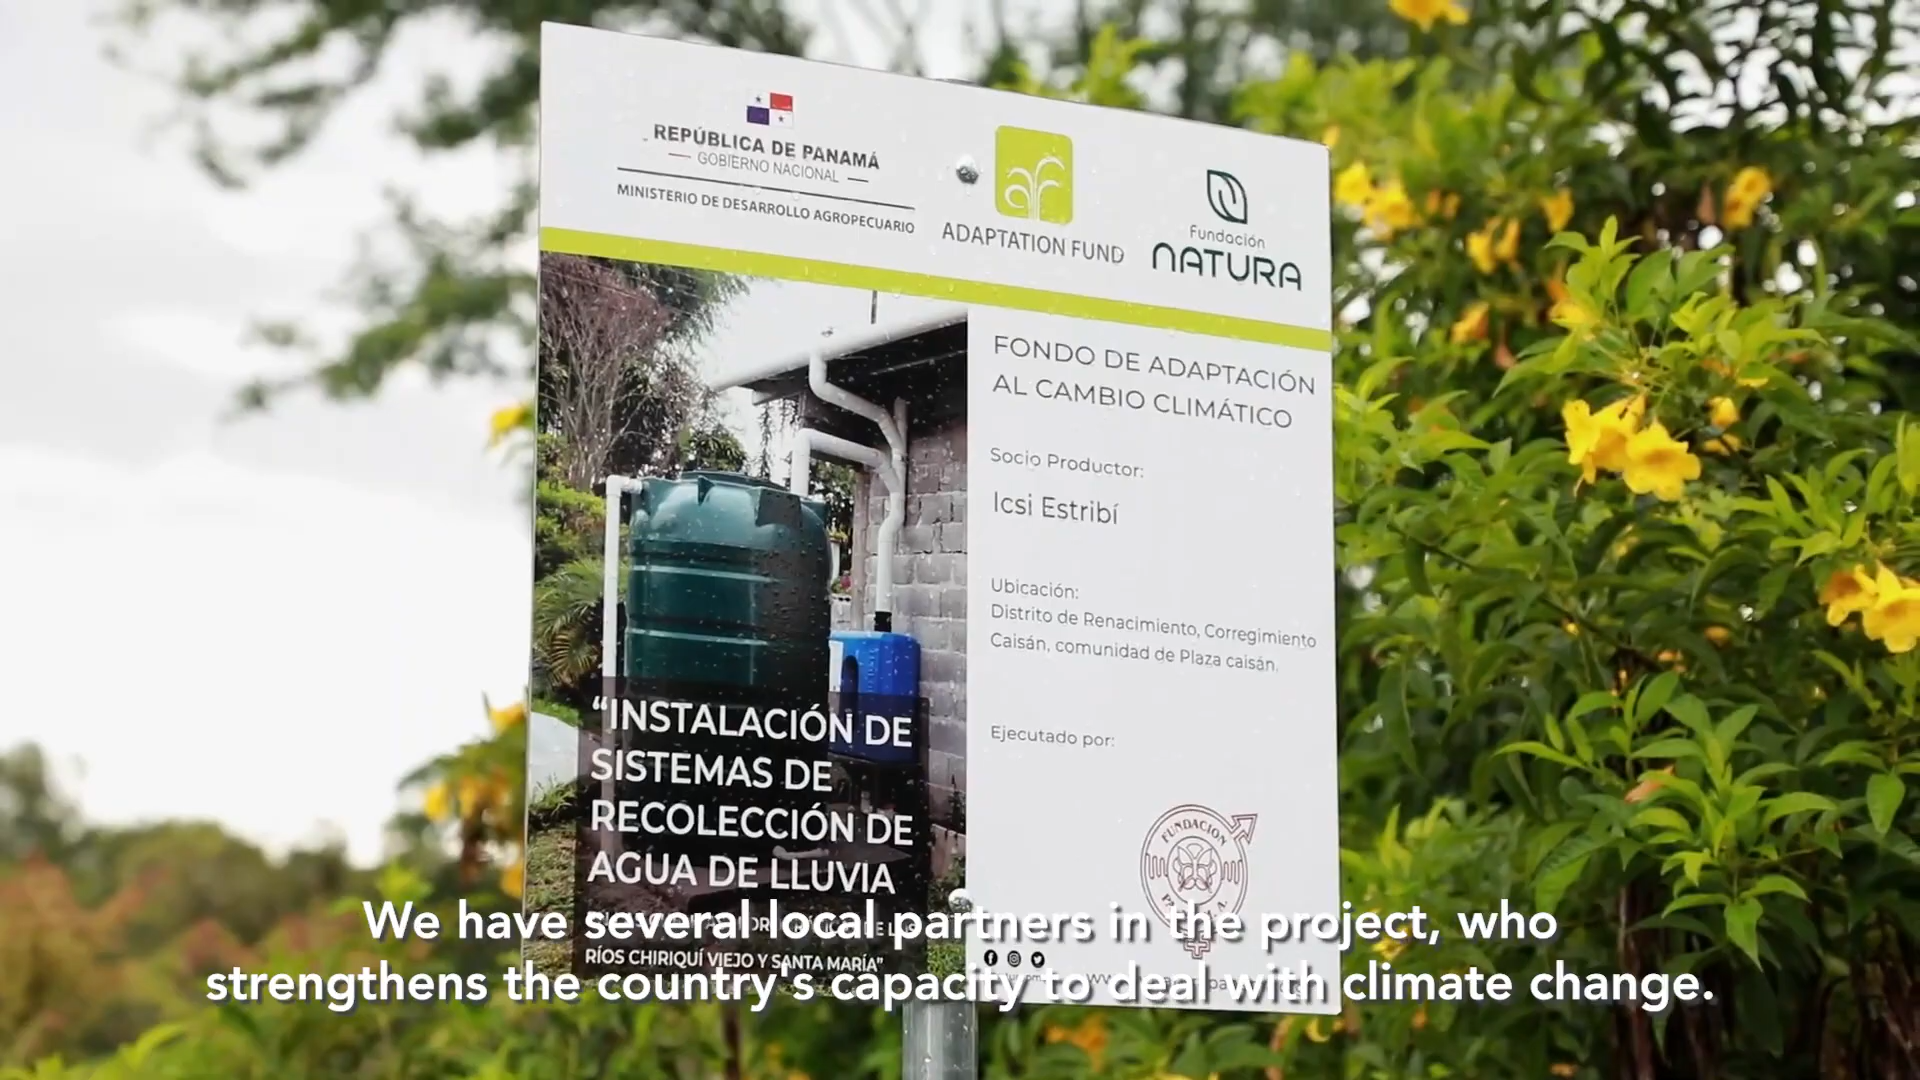 REPÚBLICA DE PANAMÁ
GOBIERNO NACIONAL
MINISTERIO DE DESARROLLO AGROPECUARIO
ADAPTATION FUND
Fundación
NATURA
FONDO DE ADAPTACIÓN
AL CAMBIO CLIMÁTICO
Socio Productor:
Icsi Estribí
Ubicación:
Distrito de Renacimiento, Corregimiento
Caisán, comunidad de Plaza caisán.
Ejecutado por:
FUNDACION
"INSTALACIÓN DE
SISTEMAS DE
RECOLECCIÓN DE
AGUA DE LLUVIA
RÍOS CHIRIQUÍ VIEJO Y SANTA MARÍA"
We have several local partners in the project, who
strengthens the country's capacity to deal with climate change.